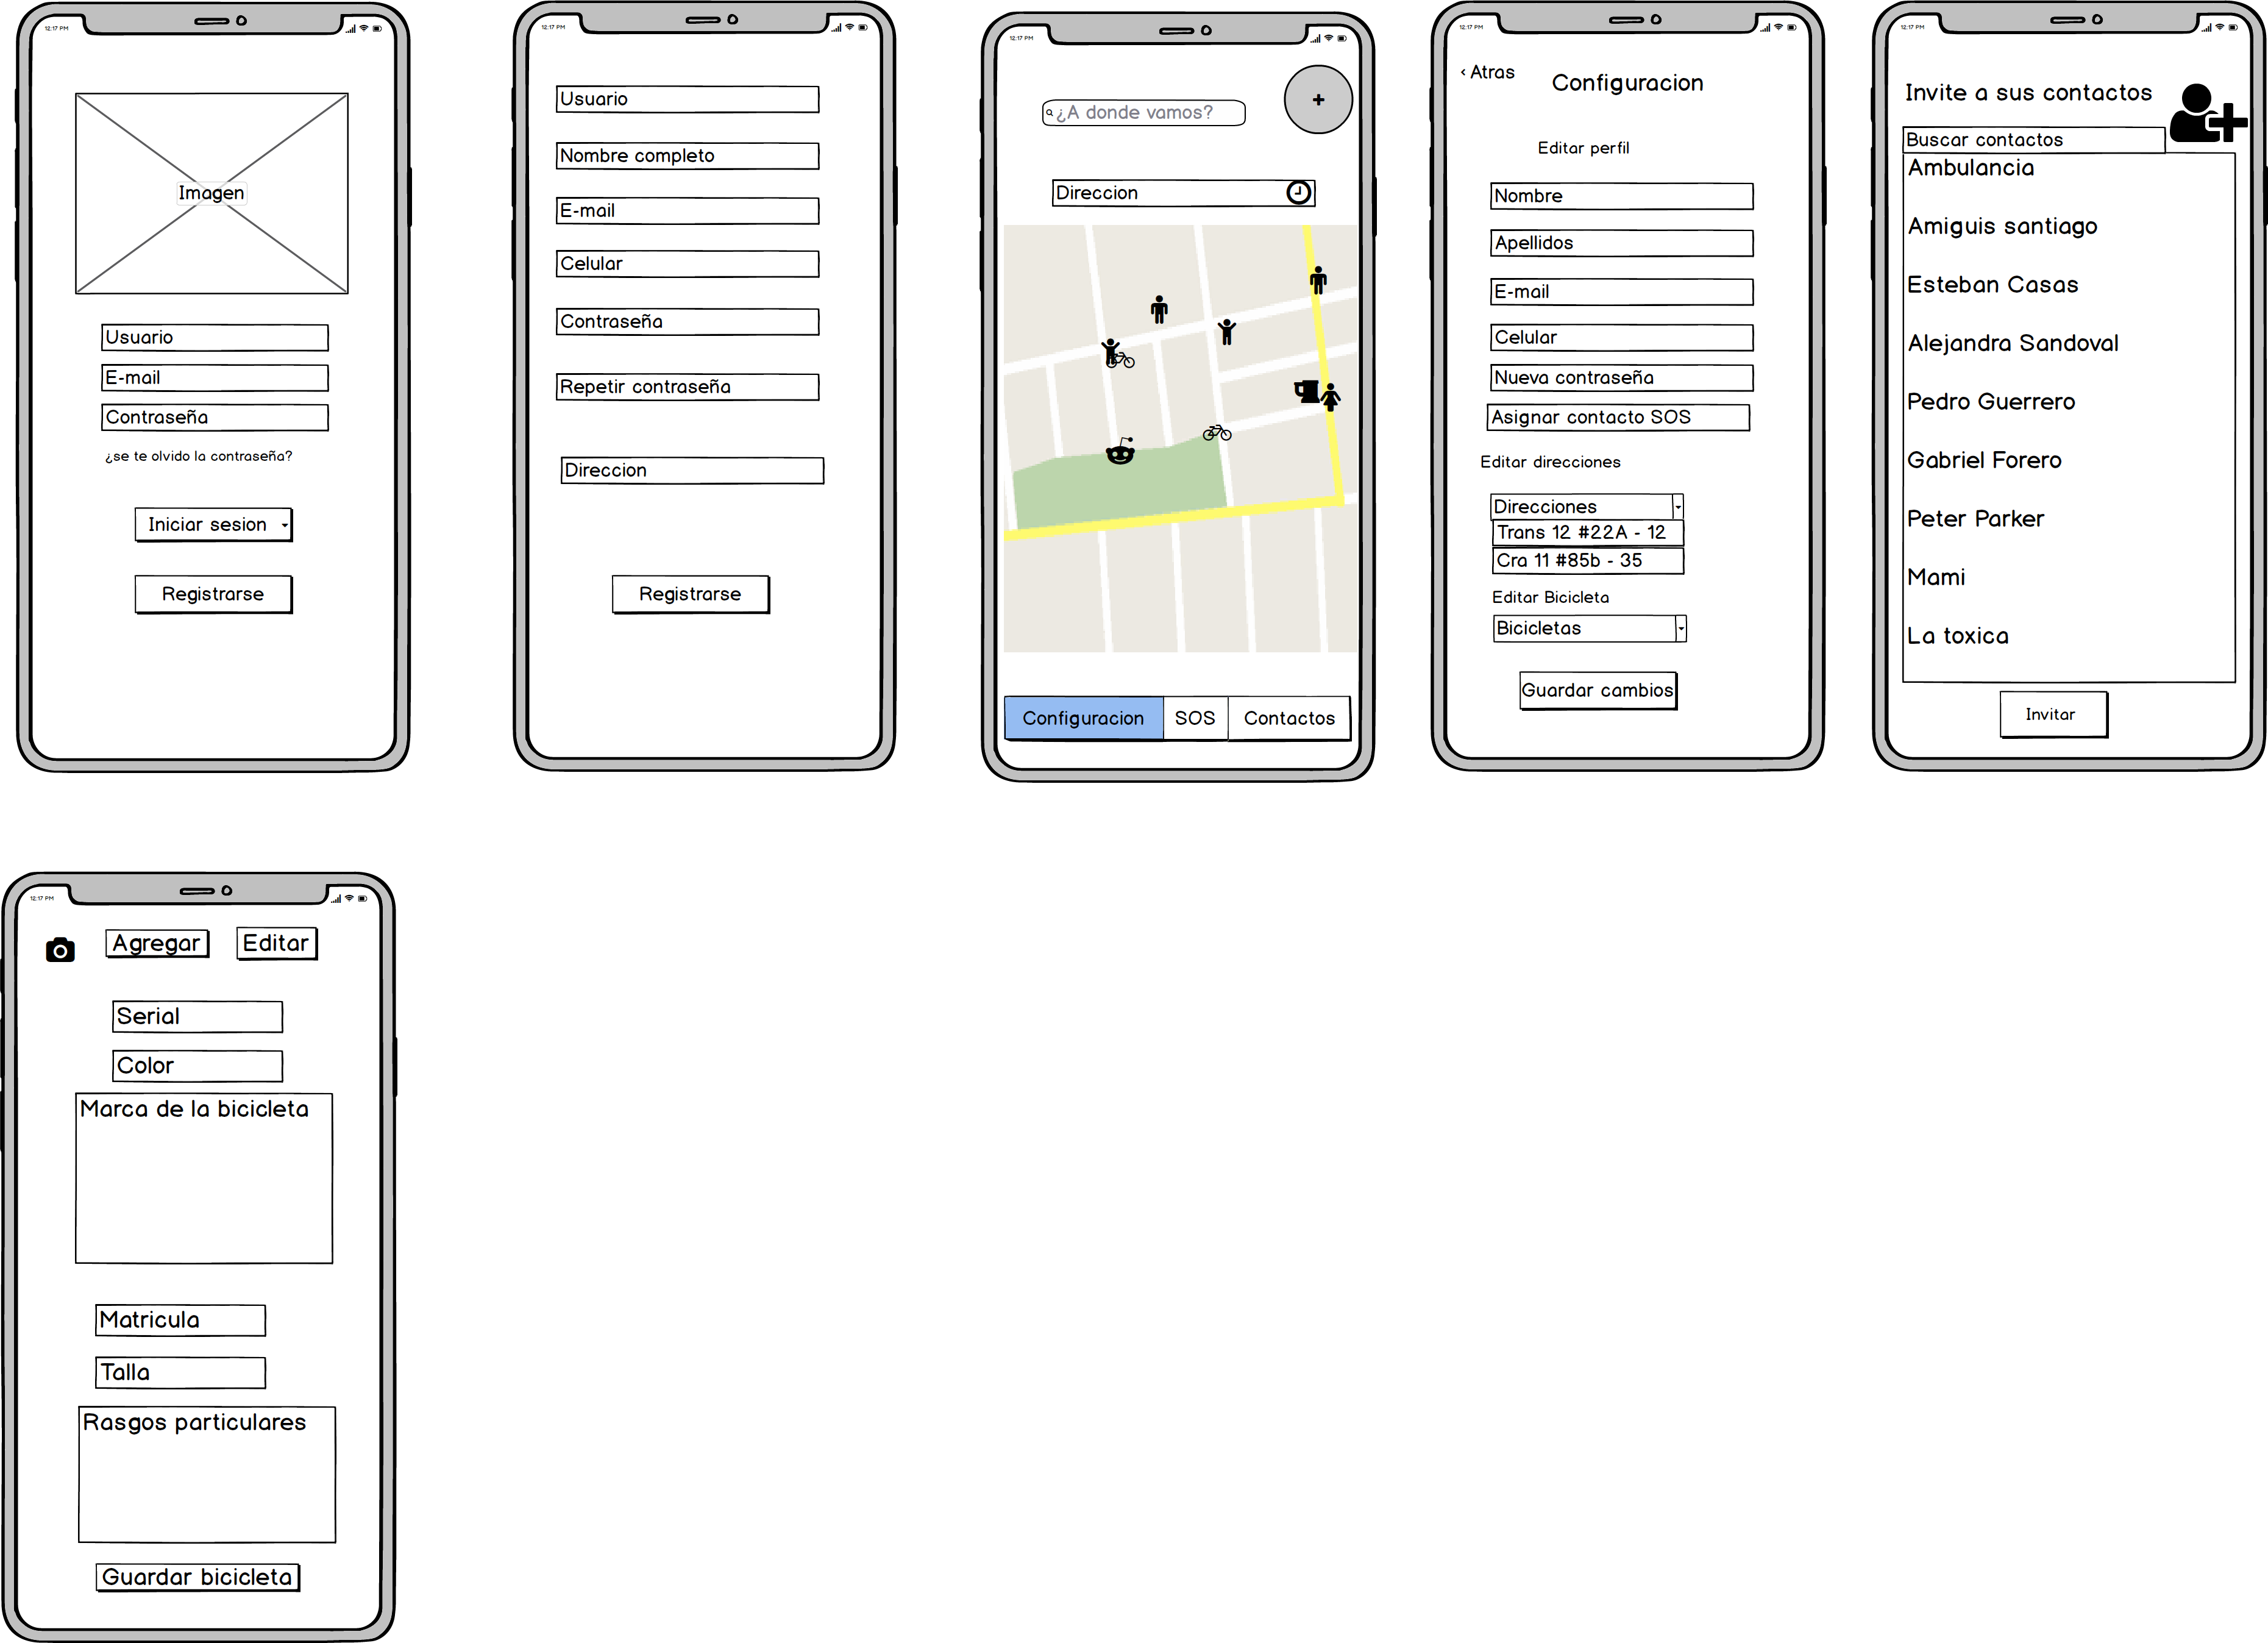 12:17 PM
Imagen
Usuario
E-mail
Contraseña
¿se te olvido la contraseña?
Iniciar sesion
Registrarse
12:17 PM
Usuario
Nombre completo
E-mail
Celular
Contraseña
Repetir contraseña
Direccion
Registrarse
12:17 PM
+
¿A donde vamos?
Direccion
Configuracion SOS Contactos
12:17 PM
‹ Atras
Configuracion
Editar perfil
Nombre
Apellidos
E-mail
Celular
Nueva contraseña
Asignar contacto SOS
Editar direcciones
Direcciones
Trans 12 #22A - 12
Cra 11 #85b - 35
Editar Bicicleta
Bicicletas
Guardar cambios
12:17 PM
Invite a sus contactos
Buscar contactos
Ambulancia
Amiguis santiago
Esteban Casas
Alejandra Sandoval
Pedro Guerrero
Gabriel Forero
Peter Parker
Mami
La toxica
Invitar
12:17 PM
Agregar Editar
Serial
Color
Marca de la bicicleta
Matricula
Talla
Rasgos particulares
Guardar bicicleta